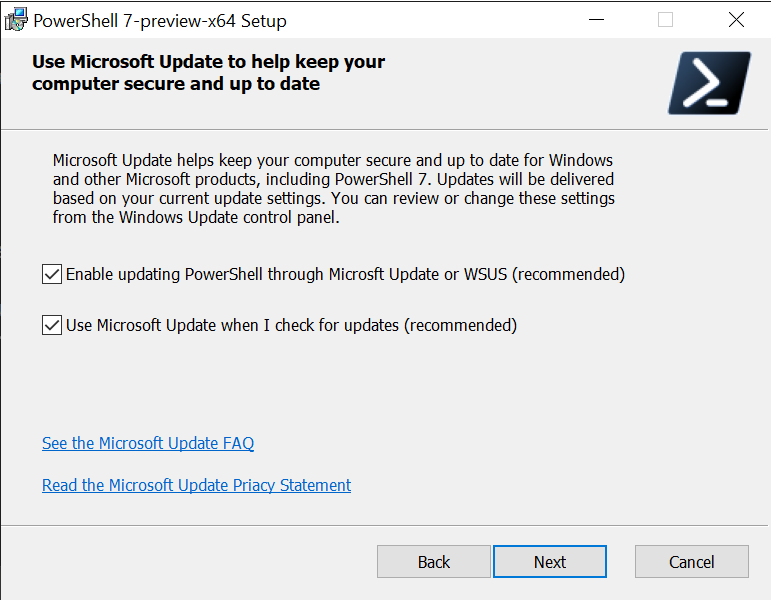 PowerShell 7-preview-x64 Setup
Use Microsoft Update to help keep your
computer secure and up to date
Microsoft Update helps keep your computer secure and up to date for Windows
and other Microsoft products, including PowerShell 7. Updates will be delivered
based on your current update settings. You can review or change these settings
from the Windows Update control panel.
Enable updating PowerShell through Microsft Update or WSUS (recommended)
Use Microsoft Update when I check for updates (recommended)
See the Microsoft Update FAQ
Read the Microsoft Update Priacy Statement
Back Next Cancel